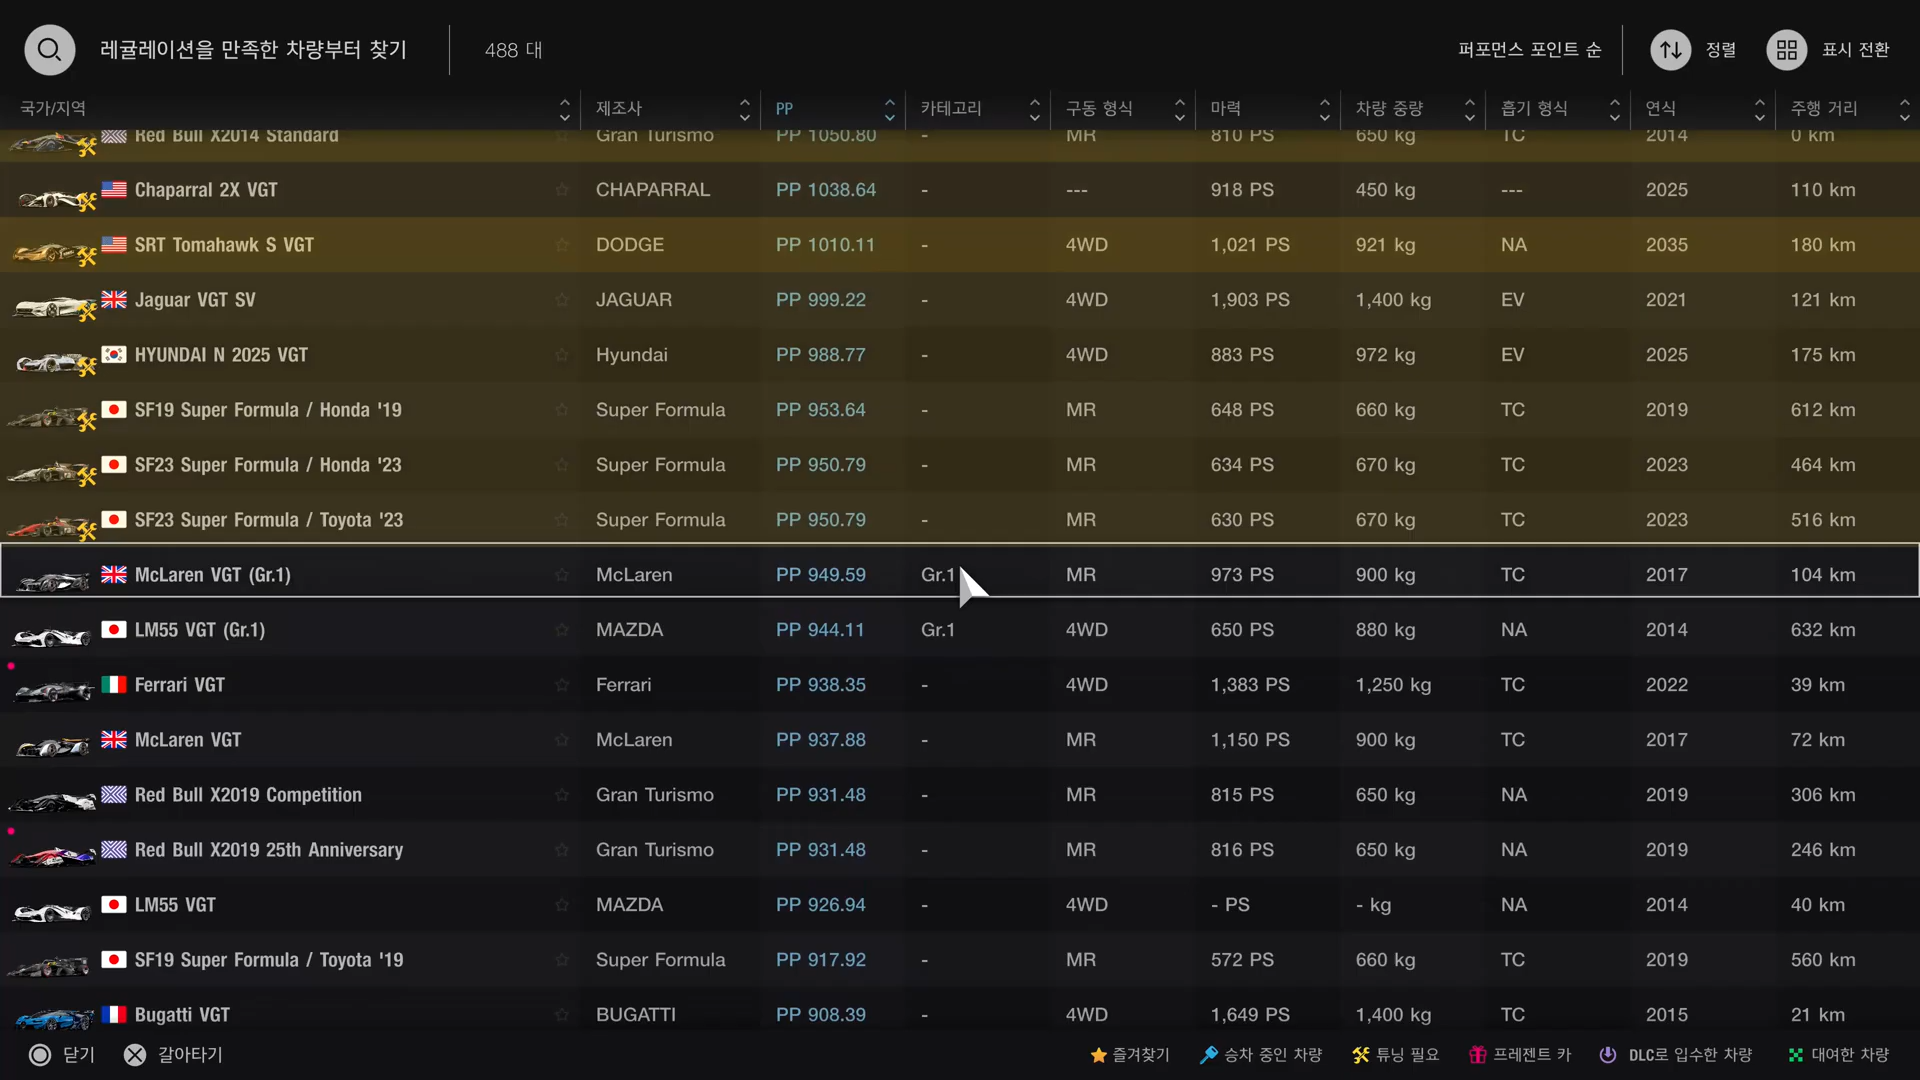 레귤레이션을 만족한 차량부터 찾기 488 대 퍼포먼스 포인트 순 정렬 표시 전환
국가/지역 제조사 PP 카테고리 구동 형식 마력 차량 중량 흡기 형식 연식 주행 거리
Red Bull X2014 Standard Gran Turismo PP 1050.80 - MR 810 PS 650 kg TC 2014 0 km
Chaparral 2X VGT CHAPARRAL PP 1038.64 - --- 918 PS 450 kg --- 2025 110 km
SRT Tomahawk S VGT DODGE PP 1010.11 - 4WD 1,021 PS 921 kg NA 2035 180 km
Jaguar VGT SV JAGUAR PP 999.22 - 4WD 1,903 PS 1,400 kg EV 2021 121 km
HYUNDAI N 2025 VGT Hyundai PP 988.77 - 4WD 883 PS 972 kg EV 2025 175 km
SF19 Super Formula / Honda '19 Super Formula PP 953.64 - MR 648 PS 660 kg TC 2019 612 km
SF23 Super Formula / Honda '23 Super Formula PP 950.79 - MR 634 PS 670 kg TC 2023 464 km
SF23 Super Formula / Toyota '23 Super Formula PP 950.79 - MR 630 PS 670 kg TC 2023 516 km
McLaren VGT (Gr.1) McLaren PP 949.59 Gr.1 MR 973 PS 900 kg TC 2017 104 km
LM55 VGT (Gr.1) MAZDA PP 944.11 Gr.1 4WD 650 PS 880 kg NA 2014 632 km
Ferrari VGT Ferrari PP 938.35 - 4WD 1,383 PS 1,250 kg TC 2022 39 km
McLaren VGT McLaren PP 937.88 - MR 1,150 PS 900 kg TC 2017 72 km
Red Bull X2019 Competition Gran Turismo PP 931.48 - MR 815 PS 650 kg NA 2019 306 km
Red Bull X2019 25th Anniversary Gran Turismo PP 931.48 - MR 816 PS 650 kg NA 2019 246 km
LM55 VGT MAZDA PP 926.94 - 4WD - PS - kg NA 2014 40 km
SF19 Super Formula / Toyota '19 Super Formula PP 917.92 - MR 572 PS 660 kg TC 2019 560 km
Bugatti VGT BUGATTI PP 908.39 - 4WD 1,649 PS 1,400 kg TC 2015 21 km
닫기 갈아타기 즐겨찾기 승차 중인 차량 튜닝 필요 프레젠트 카 DLC로 입수한 차량 대여한 차량